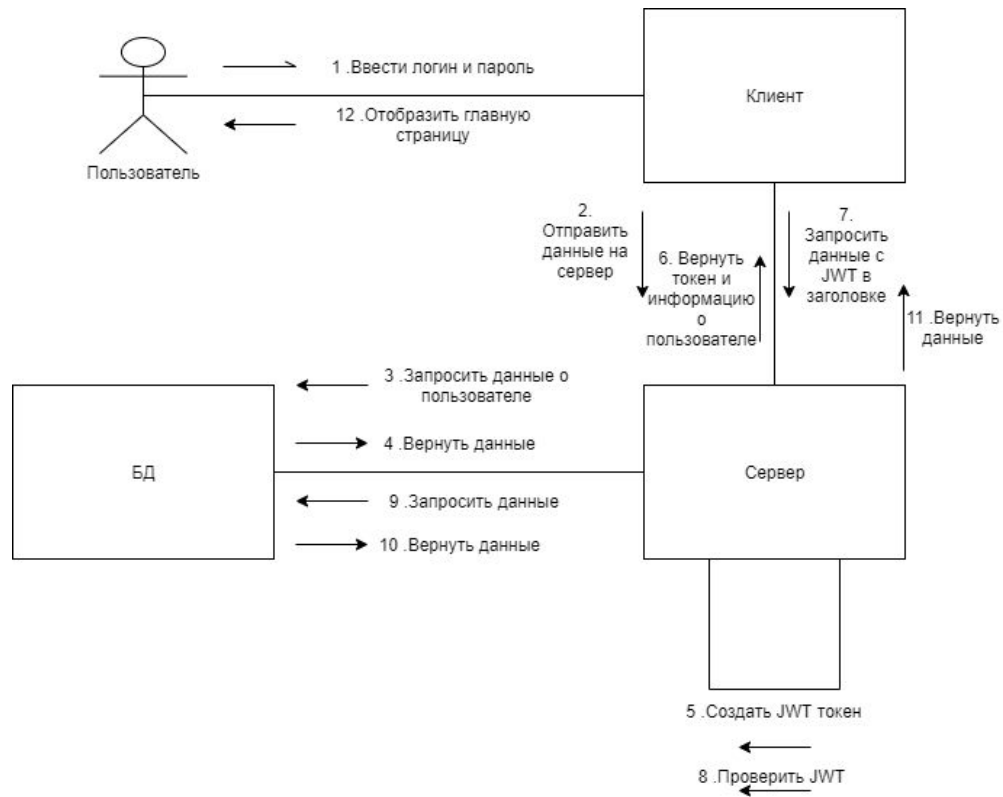 1 .Ввести логин и пароль
Клиент
12 .Отобразить главную
страницу
Пользователь
2.
Отправить
данные на
сервер
6. Вернуть
токен и
информацию
о
пользователе
7.
Запросить
данные с
JWT в
заголовке
11 .Вернуть
данные
3 .Запросить данные о
пользователе
4 .Вернуть данные
БД
Сервер
9 .Запросить данные
10 .Вернуть данные
5 .Создать JWT токен
8 .Проверить JWT